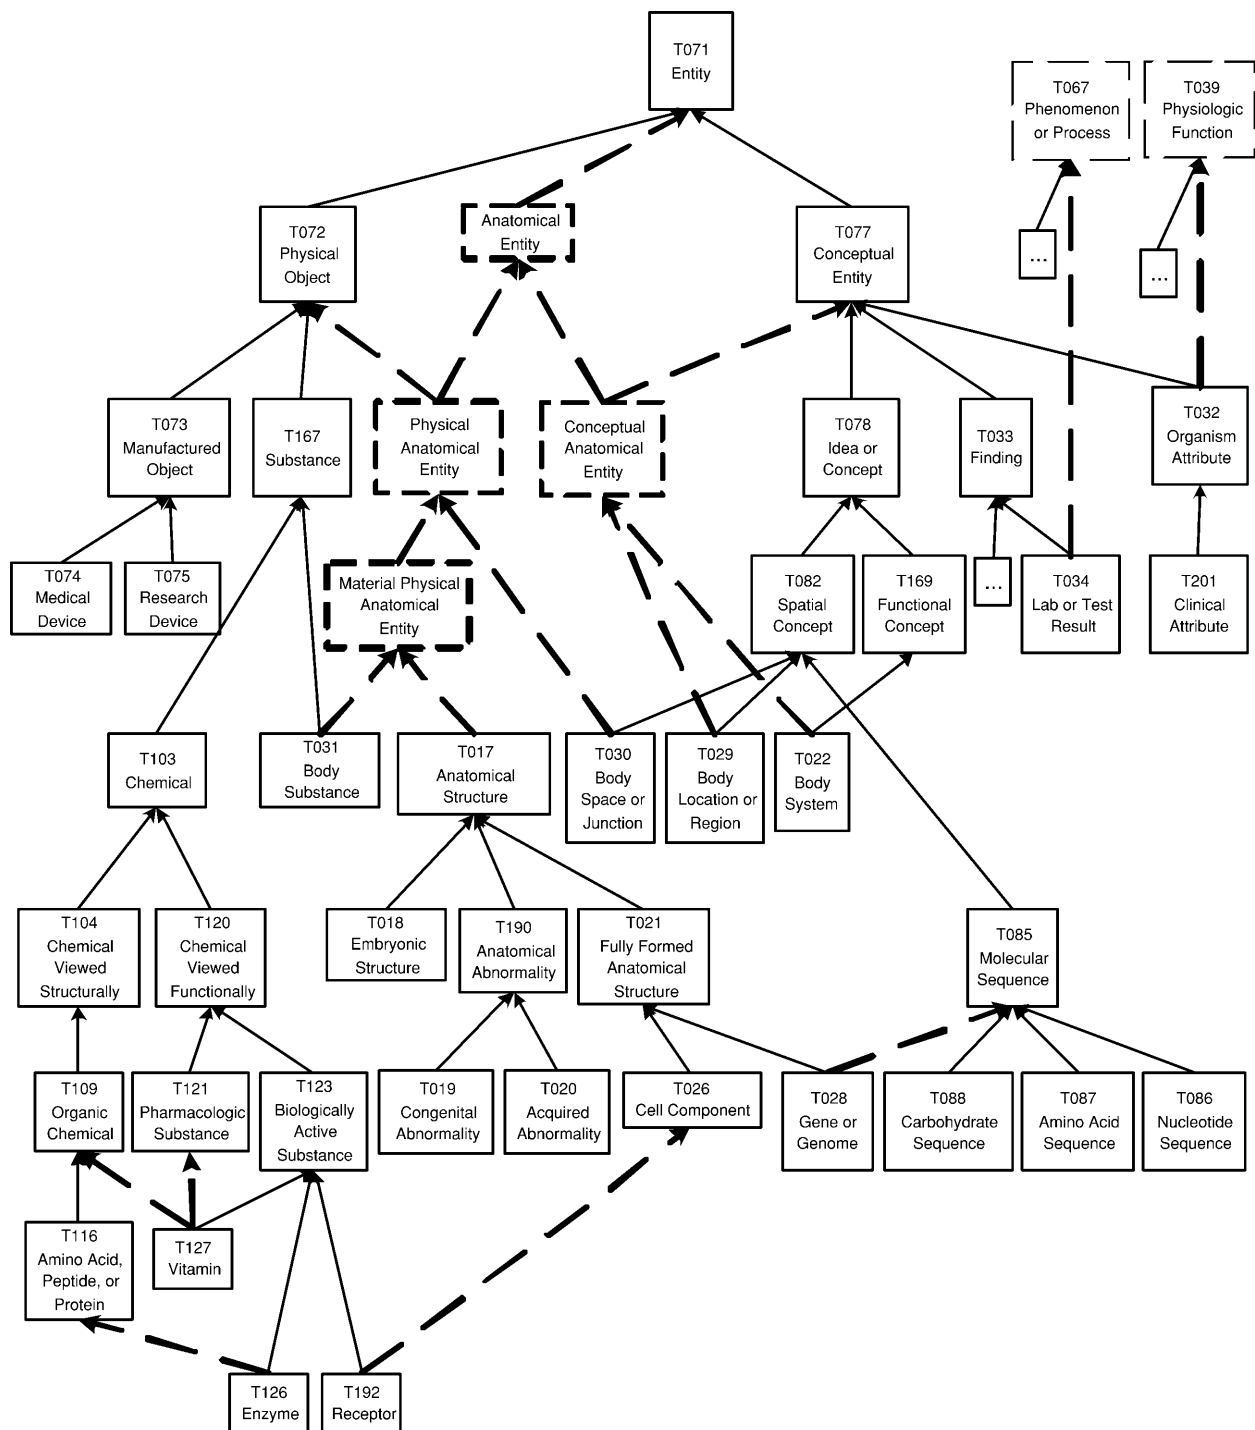 T071
Entity
T067
Phenomenon
or Process
T039
Physiologic
Function
T072
Physical
Object
Anatomical
Entity
T077
Conceptual
Entity
...
...
T073
Manufactured
Object
T167
Substance
Physical
Anatomical
Entity
Conceptual
Anatomical
Entity
T078
Idea or
Concept
T033
Finding
T032
Organism
Attribute
T074
Medical
Device
T075
Research
Device
Material Physical
Anatomical
Entity
T082
Spatial
Concept
T169
Functional
Concept
...
T034
Lab or Test
Result
T201
Clinical
Attribute
T103
Chemical
T031
Body
Substance
T017
Anatomical
Structure
T030
Body
Space or
Junction
T029
Body
Location or
Region
T022
Body
System
T104
Chemical
Viewed
Structurally
T120
Chemical
Viewed
Functionally
T018
Embryonic
Structure
T190
Anatomical
Abnormality
T021
Fully Formed
Anatomical
Structure
T085
Molecular
Sequence
T109
Organic
Chemical
T121
Pharmacologic
Substance
T123
Biologically
Active
Substance
T019
Congenital
Abnormality
T020
Acquired
Abnormality
T026
Cell Component
T028
Gene or
Genome
T088
Carbohydrate
Sequence
T087
Amino Acid
Sequence
T086
Nucleotide
Sequence
T116
Amino Acid,
Peptide, or
Protein
T127
Vitamin
T126
Enzyme
T192
Receptor